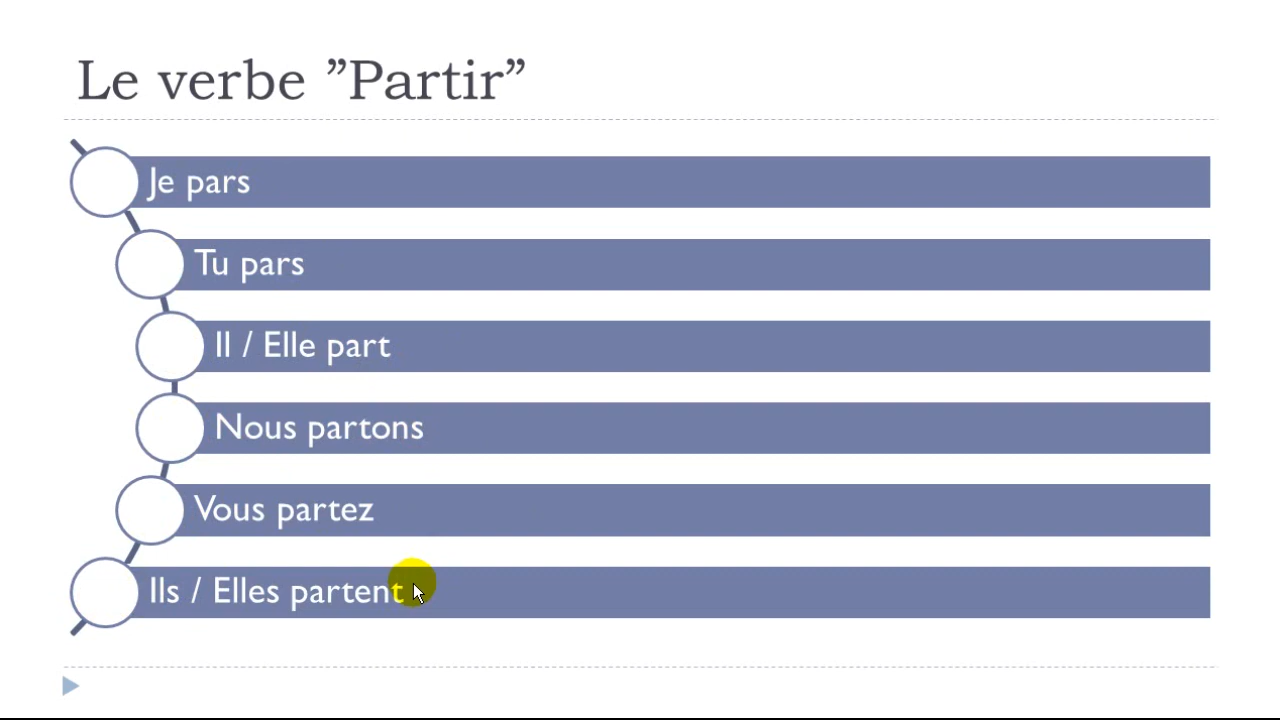 Le verbe ”Partir”
Je pars
Tu pars
Il / Elle part
Nous partons
Vous partez
Ils / Elles partent